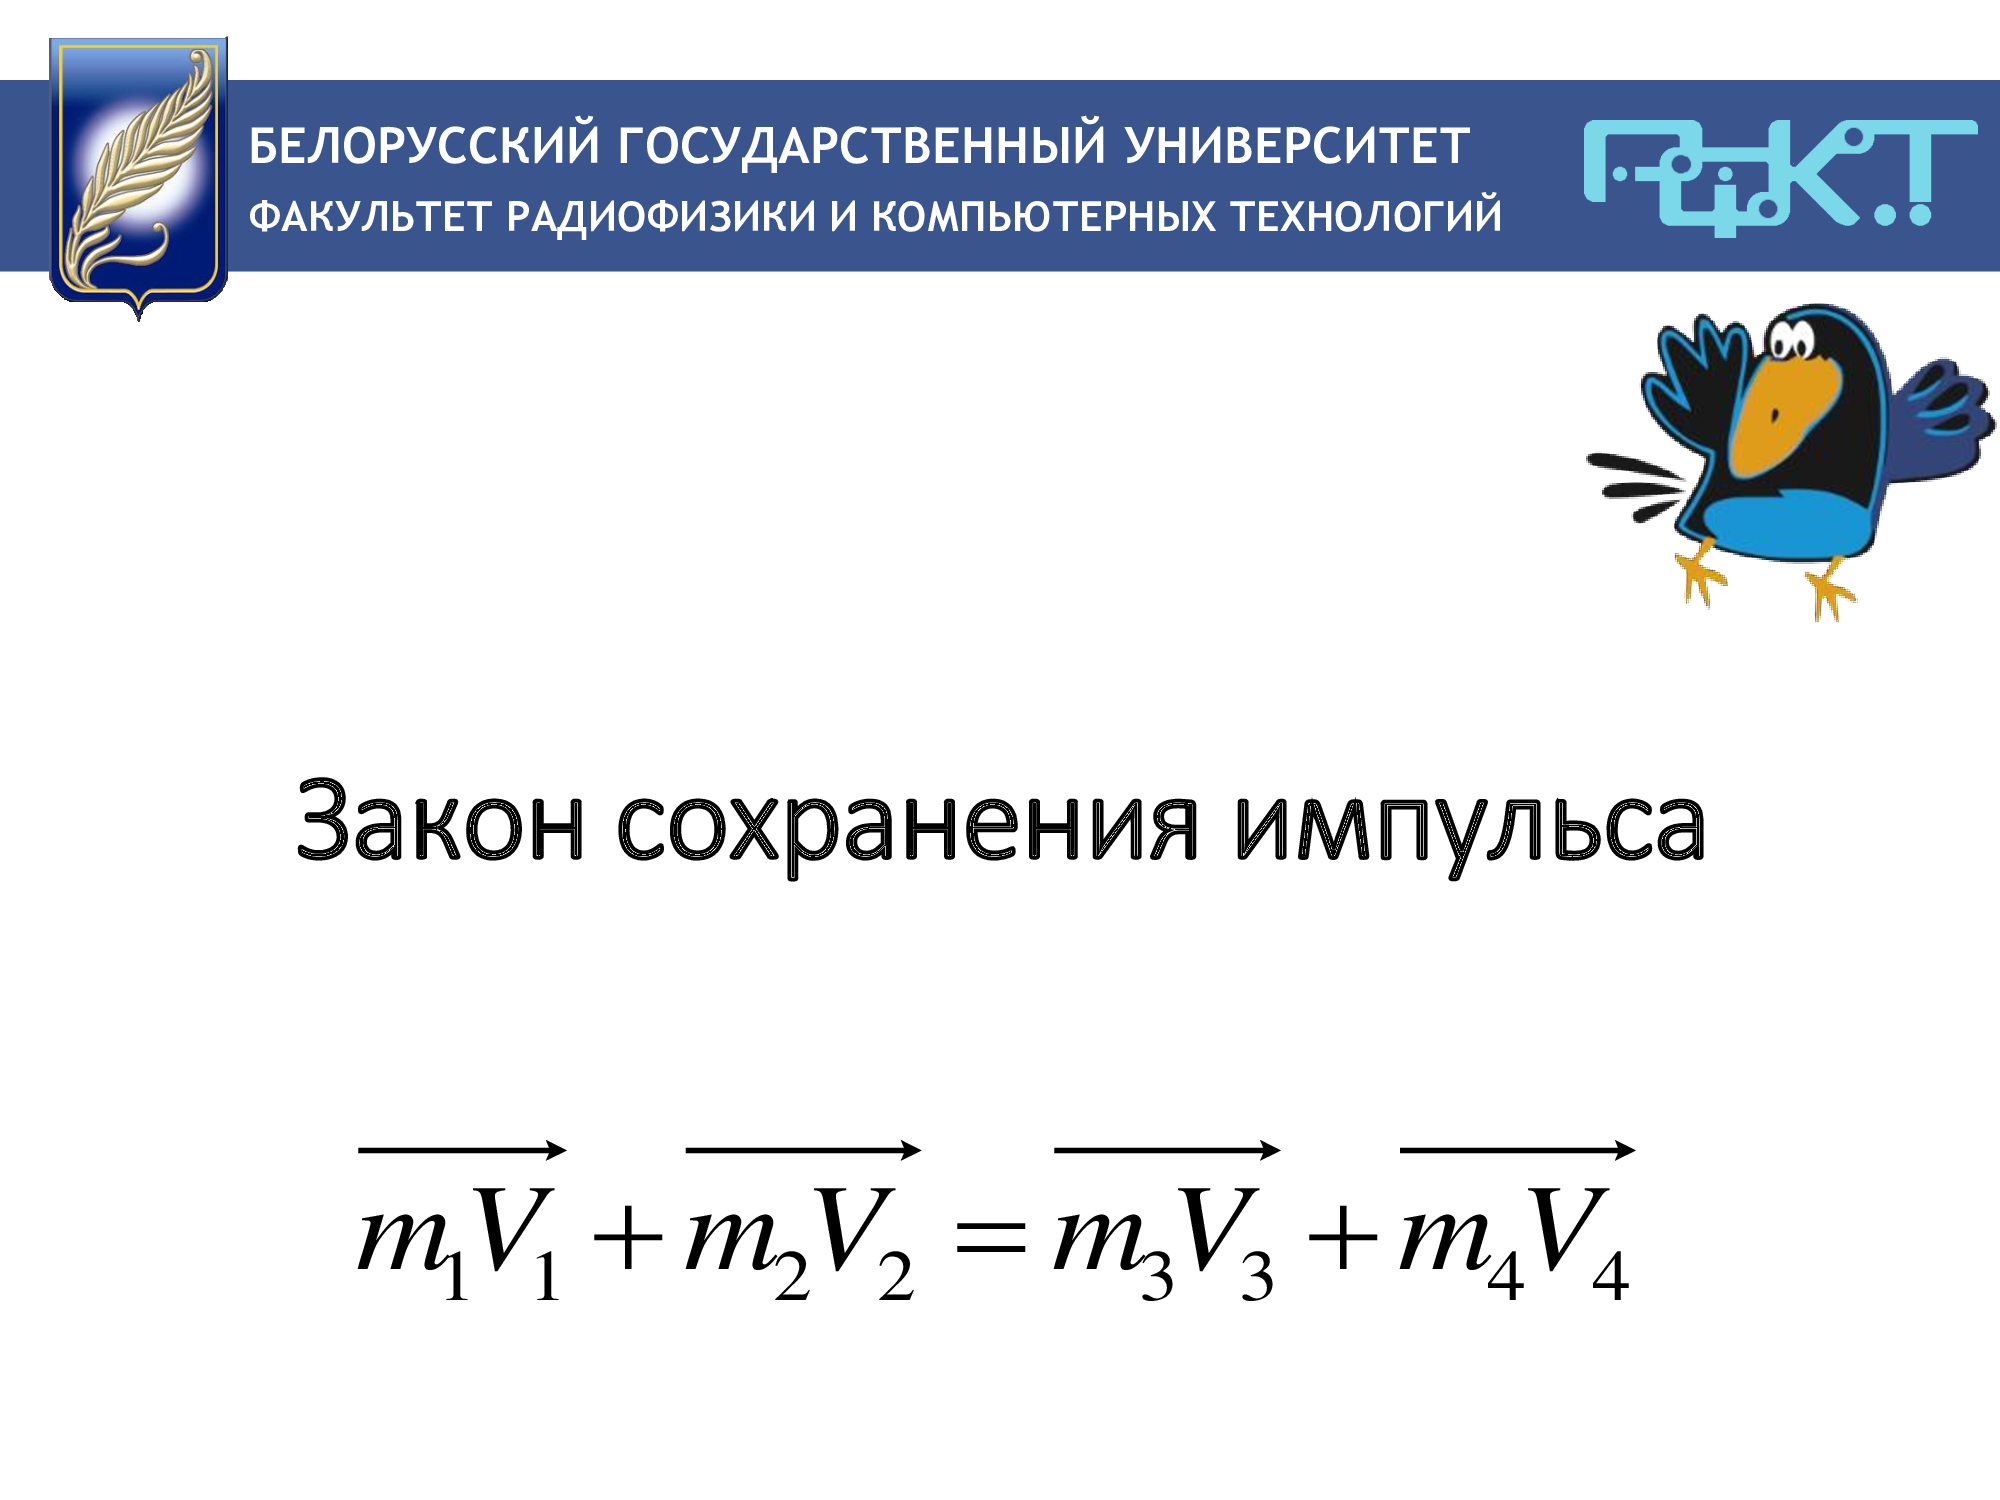 БЕЛОРУССКИЙ ГОСУДАРСТВЕННЫЙ УНИВЕРСИТЕТ
ФАКУЛЬТЕТ РАДИОФИЗИКИ И КОМПЬЮТЕРНЫХ ТЕХНОЛОГИЙ
РФиКТ
Закон сохранения импульса
$\overrightarrow{m_1V_1} + \overrightarrow{m_2V_2} = \overrightarrow{m_3V_3} + \overrightarrow{m_4V_4}$